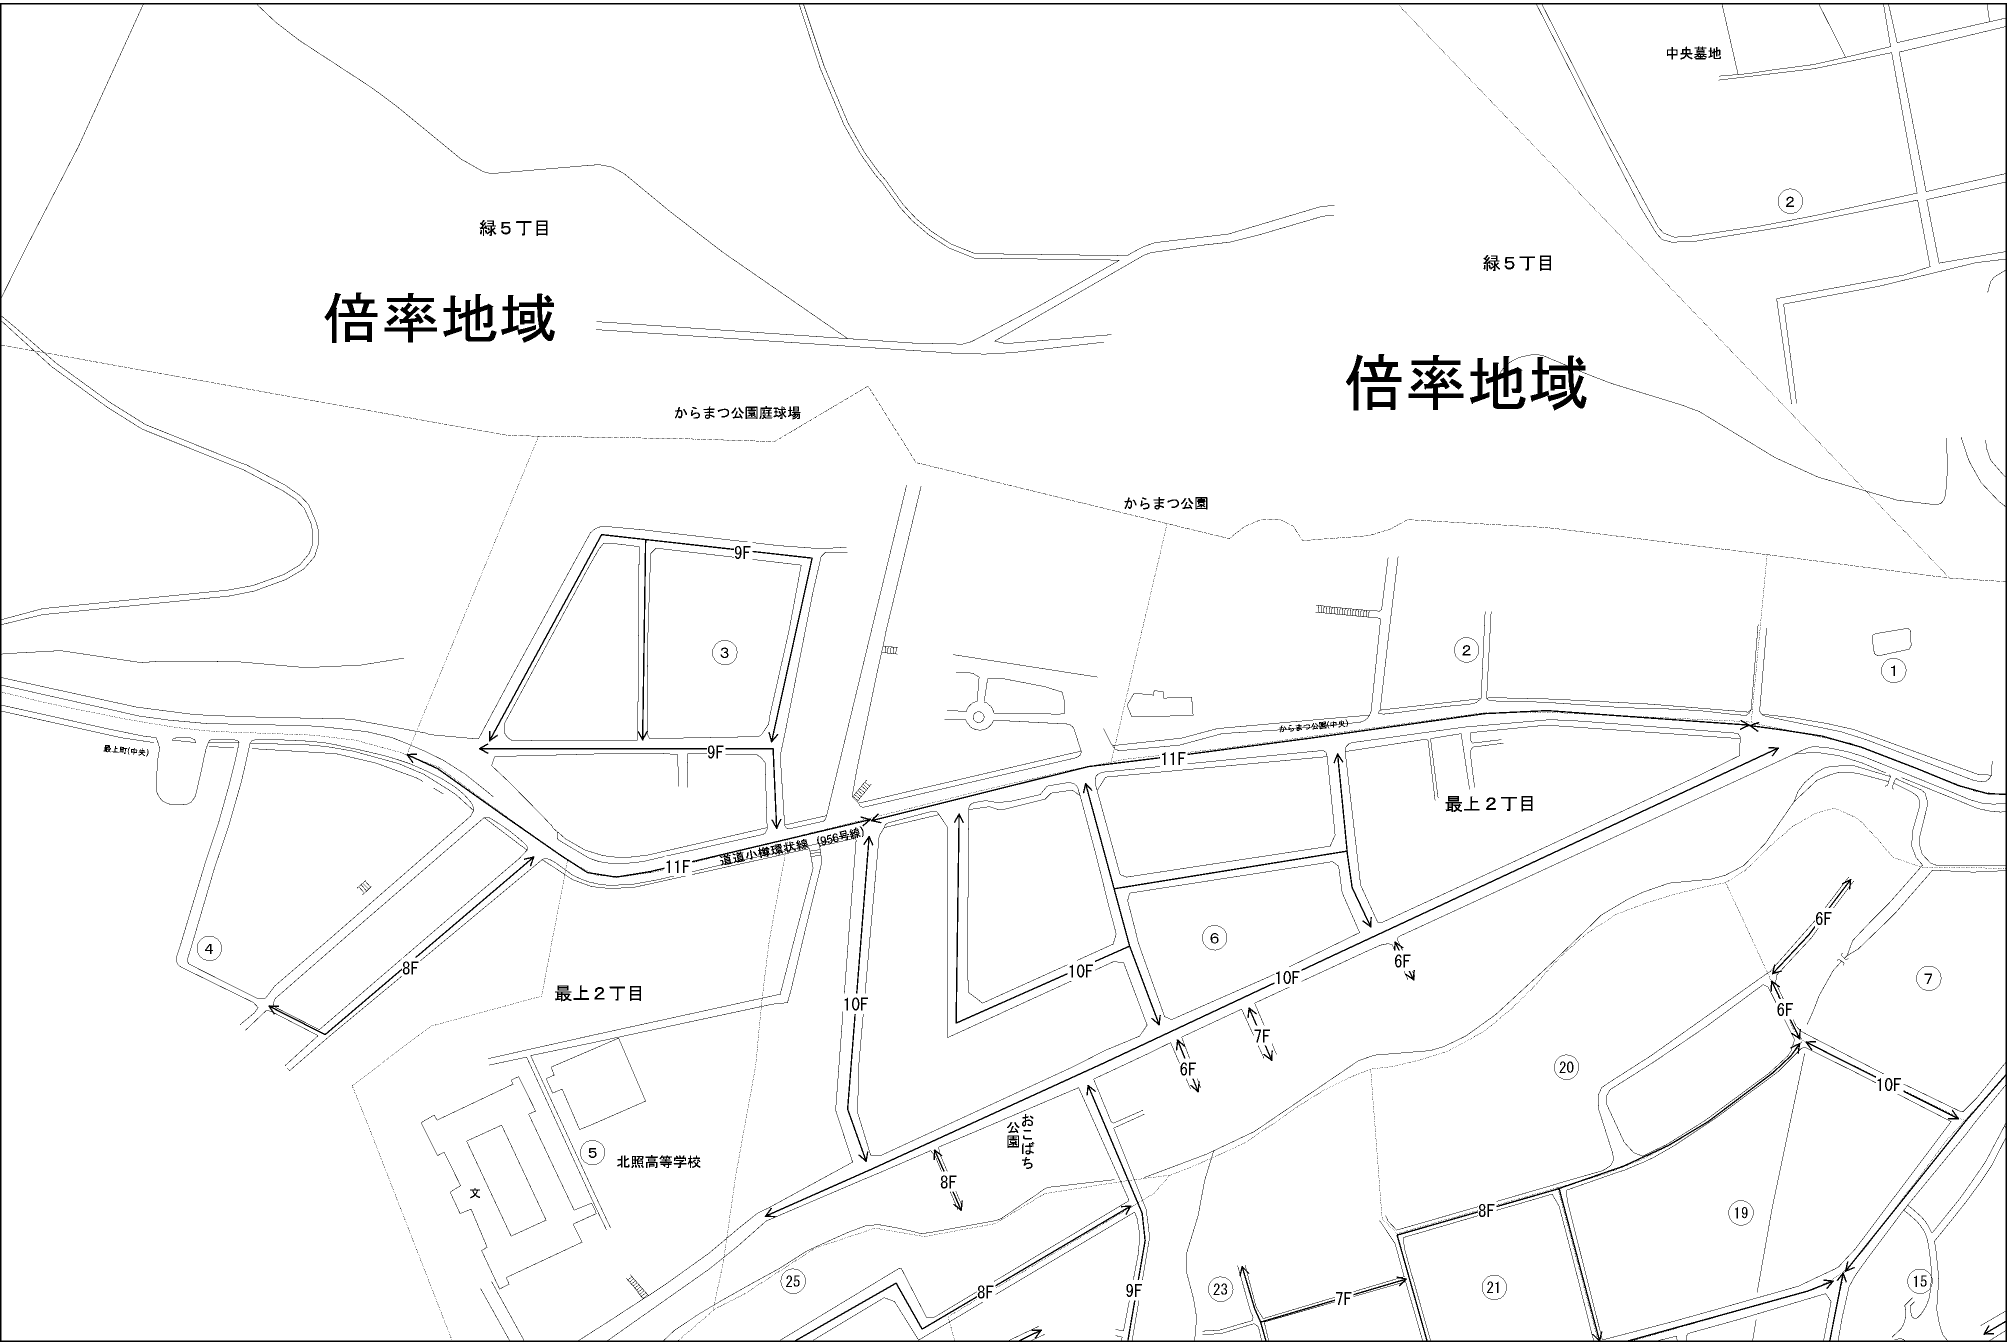 中央墓地
②
緑５丁目
緑５丁目
倍率地域
倍率地域
からまつ公園庭球場
からまつ公園
9F
③
②
①
からまつ公園(中央)
最上町(中央)
9F
11F
最上２丁目
道道小樽環状線 (956号線)
11F
6F
④
⑥
6F
8F
10F
10F
⑦
最上２丁目
10F
6F
7F
6F
⑳
10F
おこばち
公園
⑤
北照高等学校
8F
文
8F
⑲
㉕
8F
9F
㉓
7F
㉑
⑮